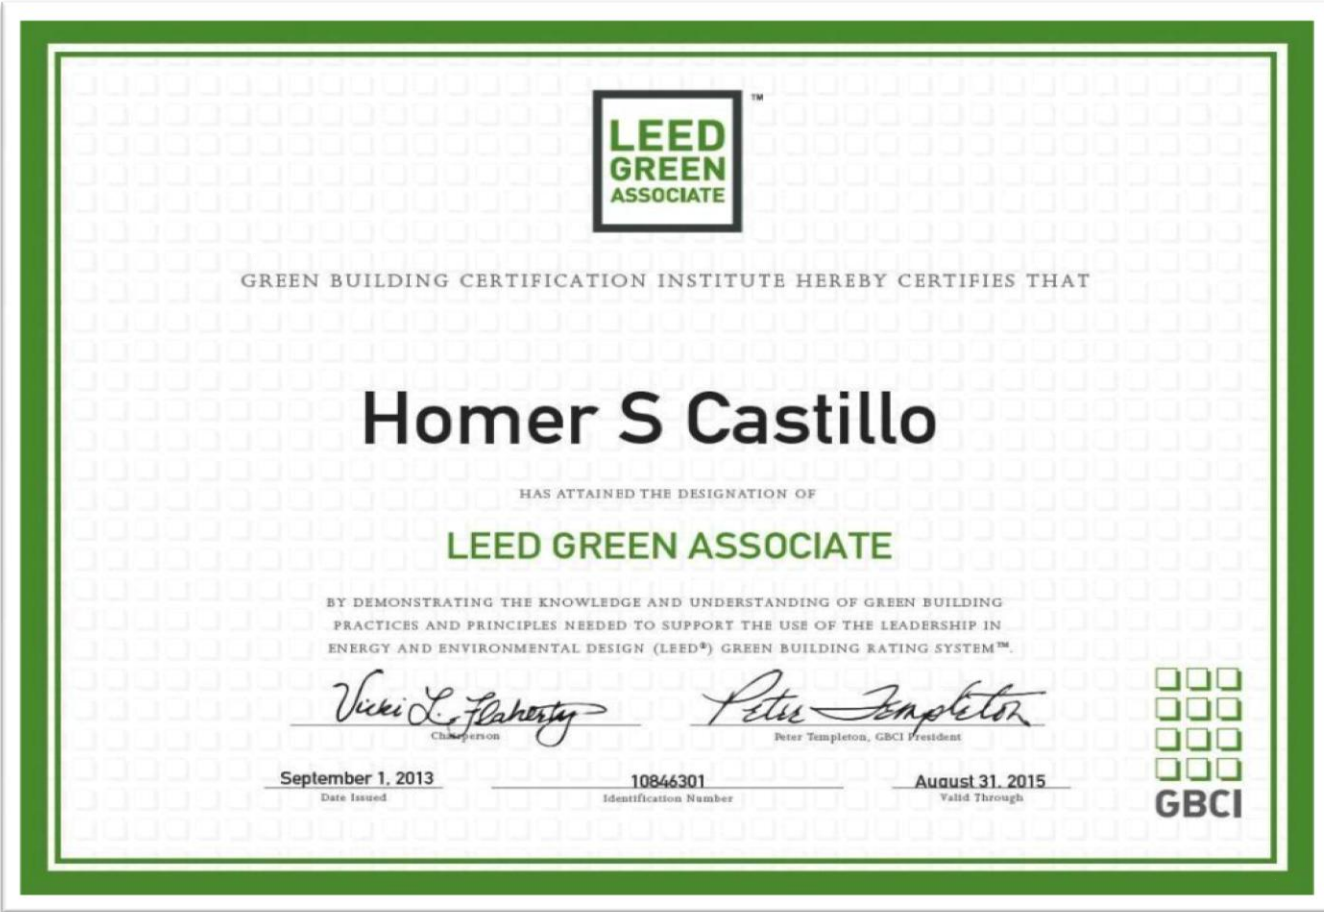 LEED
GREEN
ASSOCIATE
™
GREEN BUILDING CERTIFICATION INSTITUTE HEREBY CERTIFIES THAT
Homer S Castillo
HAS ATTAINED THE DESIGNATION OF
LEED GREEN ASSOCIATE
BY DEMONSTRATING THE KNOWLEDGE AND UNDERSTANDING OF GREEN BUILDING
PRACTICES AND PRINCIPLES NEEDED TO SUPPORT THE USE OF THE LEADERSHIP IN
ENERGY AND ENVIRONMENTAL DESIGN (LEED®) GREEN BUILDING RATING SYSTEM™.
Vicki L. Flaherty Peter Templeton
Chairperson Peter Templeton, GBCI President
September 1, 2013 10846301 August 31, 2015
Date Issued Identification Number Valid Through
GBCI